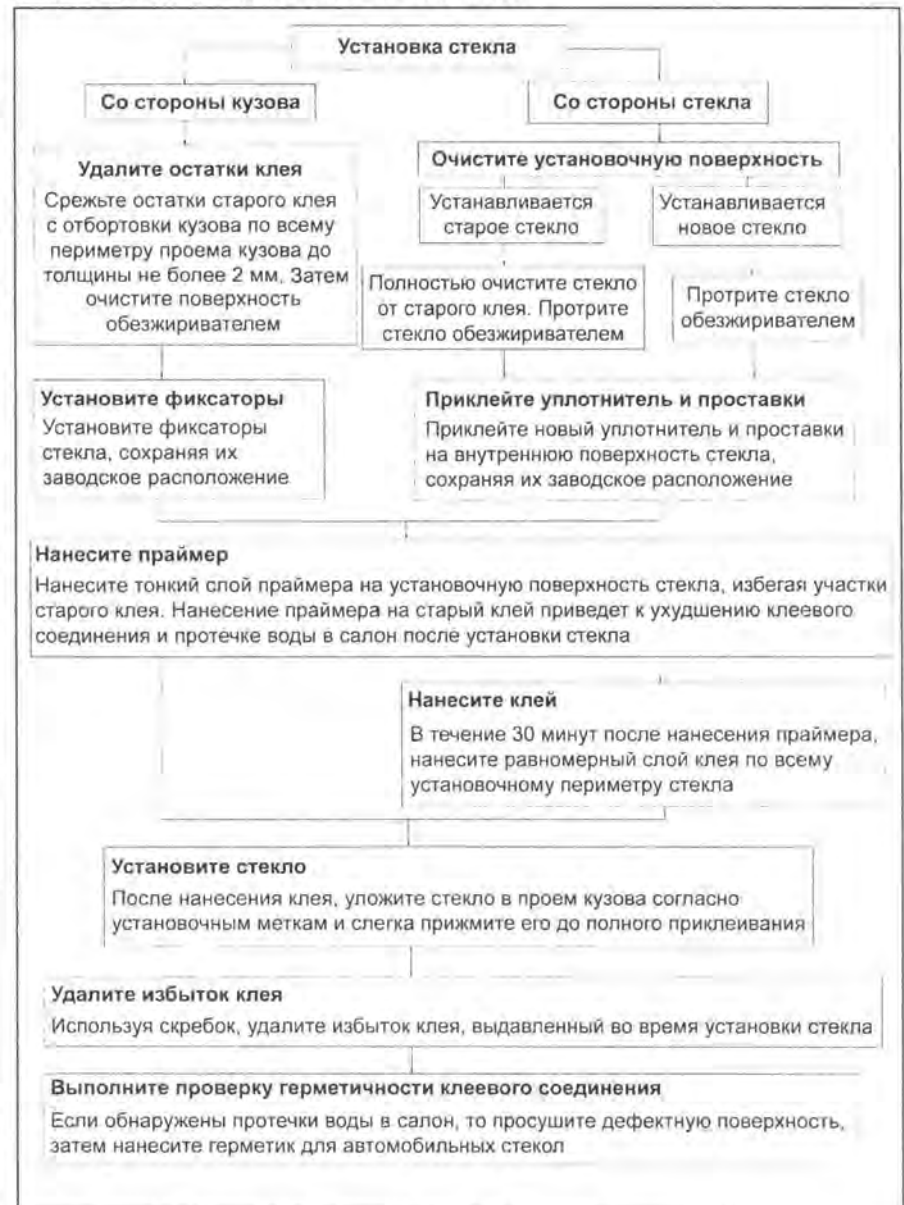 Установка стекла
Со стороны кузова
Удалите остатки клея
Срежьте остатки старого клея
с отбортовки кузова по всему
периметру проема кузова до
толщины не более 2 мм. Затем
очистите поверхность
обезжиривателем
Установите фиксаторы
Установите фиксаторы
стекла, сохраняя их
заводское расположение
Со стороны стекла
Очистите установочную поверхность
Устанавливается
старое стекло
Полностью очистите стекло
от старого клея. Протрите
стекло обезжиривателем
Устанавливается
новое стекло
Протрите стекло
обезжиривателем
Приклейте уплотнитель и проставки
Приклейте новый уплотнитель и проставки
на внутреннюю поверхность стекла,
сохраняя их заводское расположение
Нанесите праймер
Нанесите тонкий слой праймера на установочную поверхность стекла, избегая участки
старого клея. Нанесение праймера на старый клей приведет к ухудшению клеевого
соединения и протечке воды в салон после установки стекла
Нанесите клей
В течение 30 минут после нанесения праймера,
нанесите равномерный слой клея по всему
установочному периметру стекла
Установите стекло
После нанесения клея, уложите стекло в проем кузова согласно
установочным меткам и слегка прижмите его до полного приклеивания
Удалите избыток клея
Используя скребок, удалите избыток клея, выдавленный во время установки стекла
Выполните проверку герметичности клеевого соединения
Если обнаружены протечки воды в салон, то просушите дефектную поверхность,
затем нанесите герметик для автомобильных стекол